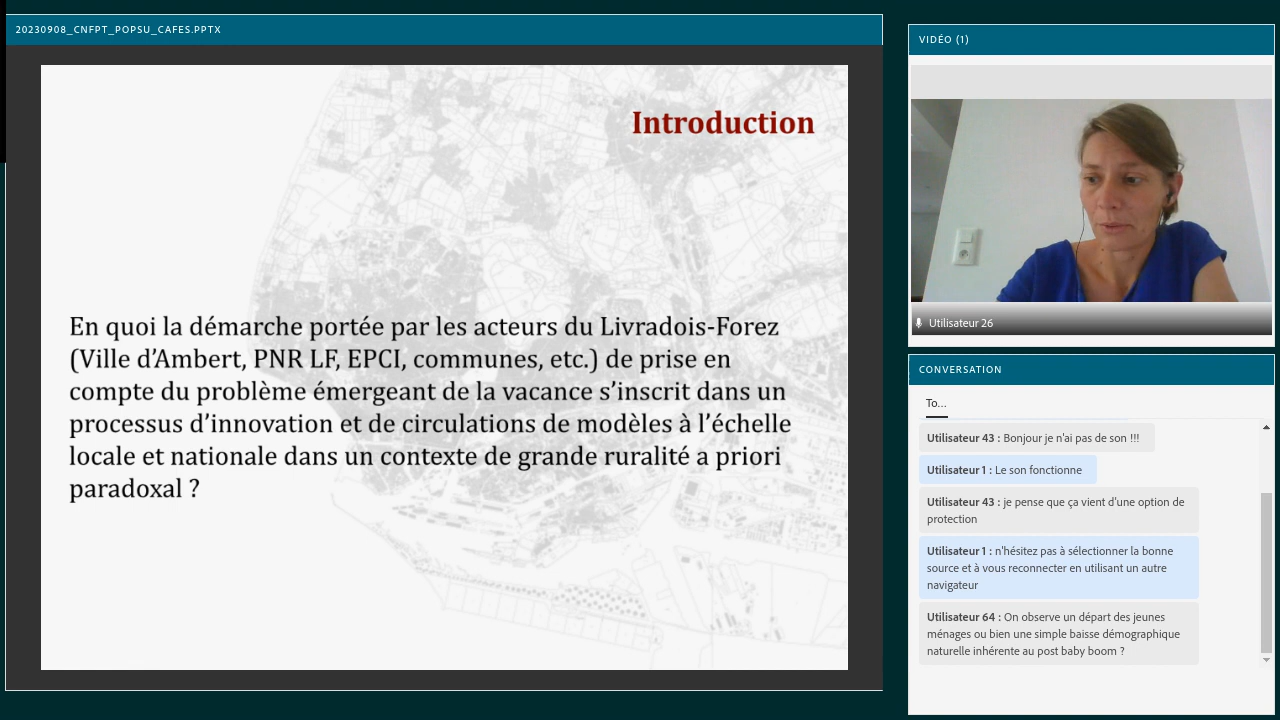 20230908_CNFPT_POPSU_CAFES.PPTX
Introduction
En quoi la démarche portée par les acteurs du Livradois-Forez
(Ville d’Ambert, PNR LF, EPCI, communes, etc.) de prise en
compte du problème émergeant de la vacance s’inscrit dans un
processus d’innovation et de circulations de modèles à l’échelle
locale et nationale dans un contexte de grande ruralité a priori
paradoxal ?
VIDÉO (1)
Utilisateur 26
CONVERSATION
To...
Utilisateur 43 : Bonjour je n'ai pas de son !!!
Utilisateur 1 : Le son fonctionne
Utilisateur 43 : je pense que ça vient d'une option de
protection
Utilisateur 1 : n'hésitez pas à sélectionner la bonne
source et à vous reconnecter en utilisant un autre
navigateur
Utilisateur 64 : On observe un départ des jeunes
ménages ou bien une simple baisse démographique
naturelle inhérente au post baby boom ?